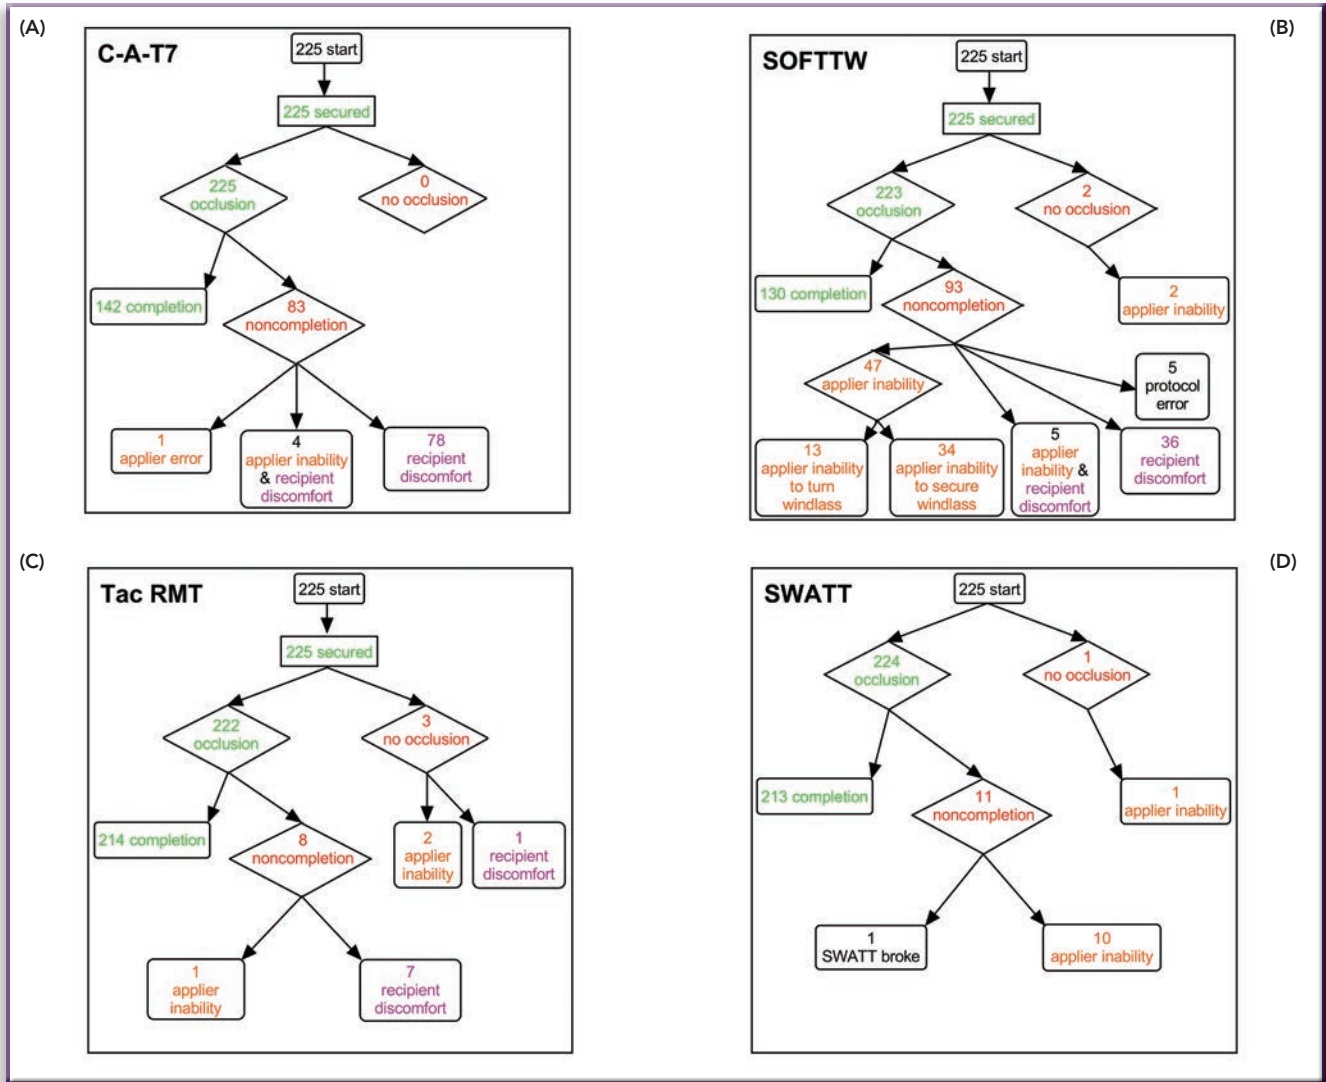 (A)
C-A-T7
225 start
225 secured
225
occlusion
0
no occlusion
142 completion
83
noncompletion
1
applier error
4
applier inability
& recipient
discomfort
78
recipient
discomfort
(B)
SOFTTW
225 start
225 secured
223
occlusion
2
no occlusion
130 completion
93
noncompletion
2
applier inability
47
applier inability
5
protocol
error
13
applier inability
to turn
windlass
34
applier inability
to secure
windlass
5
applier
inability &
recipient
discomfort
36
recipient
discomfort
(C)
Tac RMT
225 start
225 secured
222
occlusion
3
no occlusion
214 completion
8
noncompletion
2
applier
inability
1
recipient
discomfort
1
applier
inability
7
recipient
discomfort
(D)
SWATT
225 start
224
occlusion
1
no occlusion
213 completion
11
noncompletion
1
applier inability
1
SWATT broke
10
applier inability